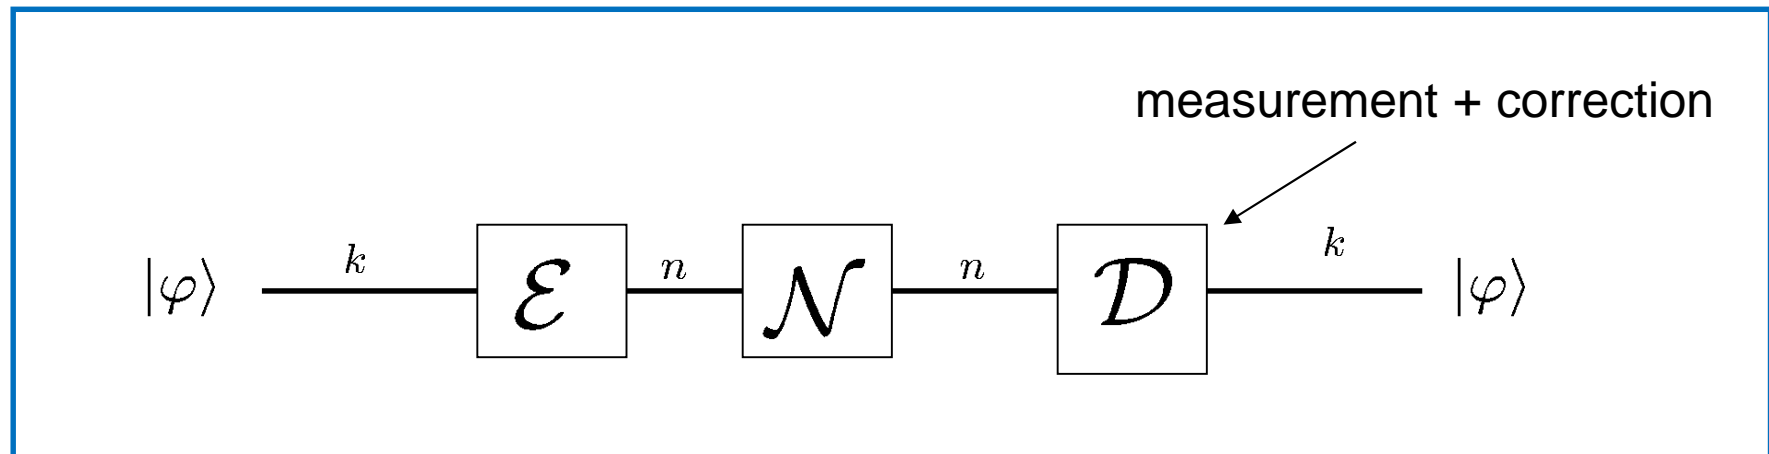 measurement + correction
|φ⟩ k ℰ n 𝒩 n 𝒟 k |φ⟩